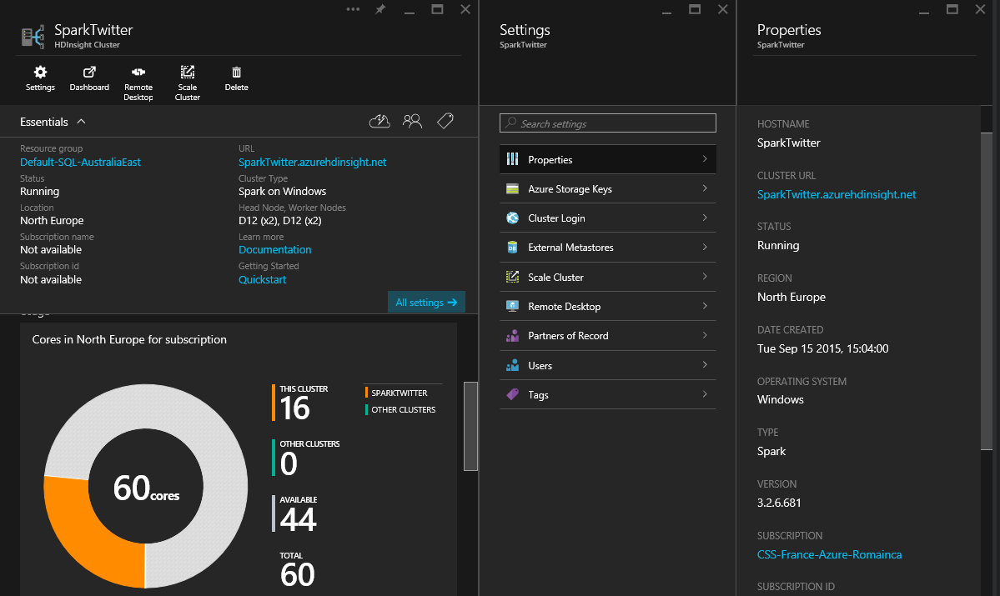 SparkTwitter
HDInsight Cluster
Settings
Dashboard
Remote
Desktop
Scale
Cluster
Delete
Essentials
Resource group
Default-SQL-AustraliaEast
Status
Running
Location
North Europe
Subscription name
Not available
Subscription id
Not available
URL
SparkTwitter.azurehdinsight.net
Cluster Type
Spark on Windows
Head Node, Worker Nodes
D12 (x2), D12 (x2)
Learn more
Documentation
Getting Started
Quickstart
All settings
Cores in North Europe for subscription
60 cores
THIS CLUSTER
16
OTHER CLUSTERS
0
AVAILABLE
44
TOTAL
60
SPARKTWITTER
OTHER CLUSTERS
Settings
SparkTwitter
Search settings
Properties
Azure Storage Keys
Cluster Login
External Metastores
DB
Scale Cluster
Remote Desktop
Partners of Record
Users
Tags
Properties
SparkTwitter
HOSTNAME
SparkTwitter
CLUSTER URL
SparkTwitter.azurehdinsight.net
STATUS
Running
REGION
North Europe
DATE CREATED
Tue Sep 15 2015, 15:04:00
OPERATING SYSTEM
Windows
TYPE
Spark
VERSION
3.2.6.681
SUBSCRIPTION
CSS-France-Azure-Romainca
SUBSCRIPTION ID